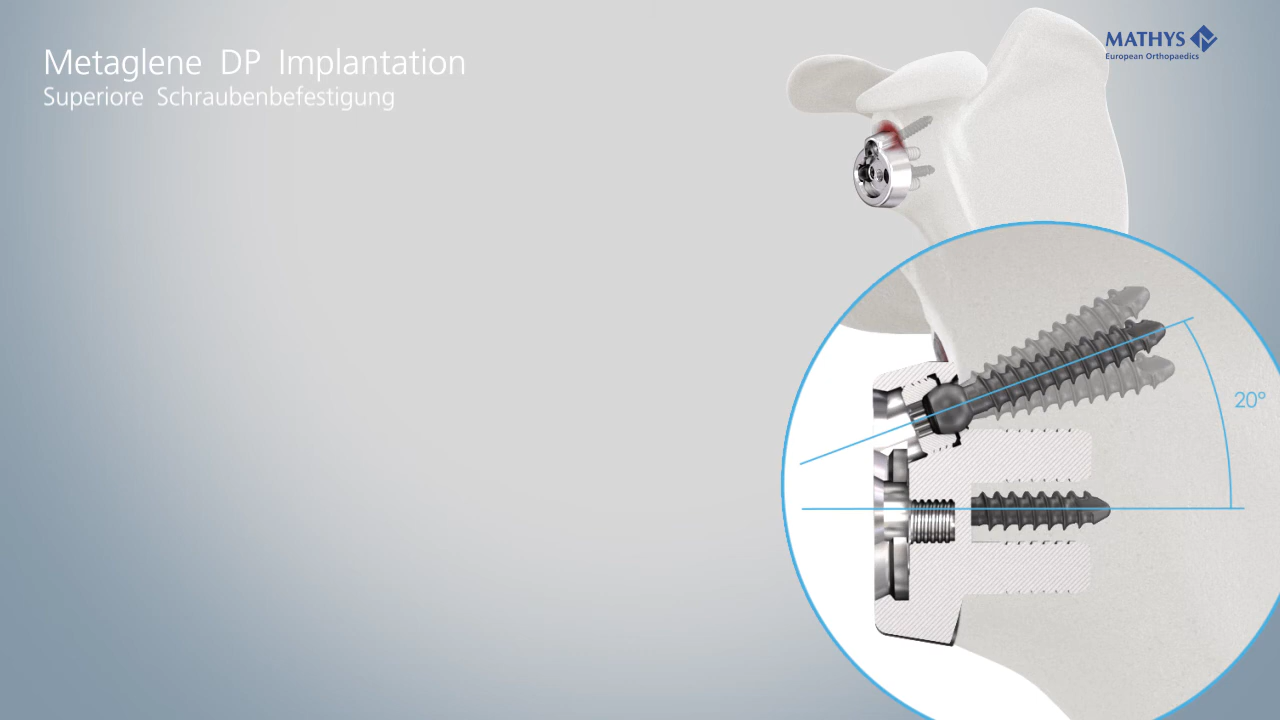 Metaglene DP Implantation
Superiore Schraubenbefestigung
MATHYS
European Orthopaedics
20°